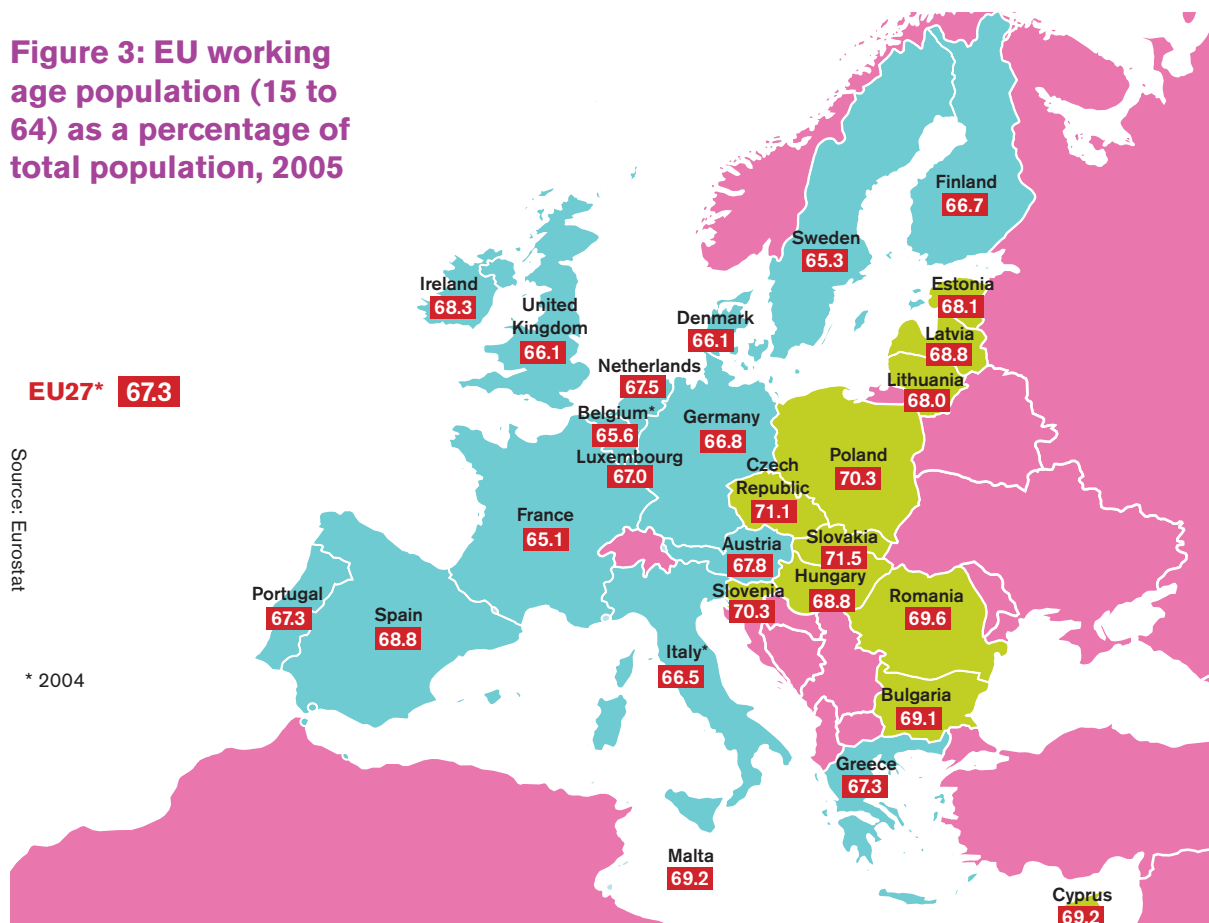 Figure 3: EU working
age population (15 to
64) as a percentage of
total population, 2005
Finland
66.7
Sweden
65.3
Ireland
68.3
United
Kingdom
66.1
Denmark
66.1
Estonia
68.1
Latvia
68.8
Lithuania
68.0
EU27* 67.3
Netherlands
67.5
Belgium*
65.6
Luxembourg
67.0
Germany
66.8
Poland
70.3
Czech
Republic
71.1
France
65.1
Austria
67.8
Slovakia
71.5
Hungary
68.8
Slovenia
70.3
Romania
69.6
Portugal
67.3
Spain
68.8
Italy*
66.5
Bulgaria
69.1
Greece
67.3
Malta
69.2
Cyprus
69.2
Source: Eurostat
* 2004